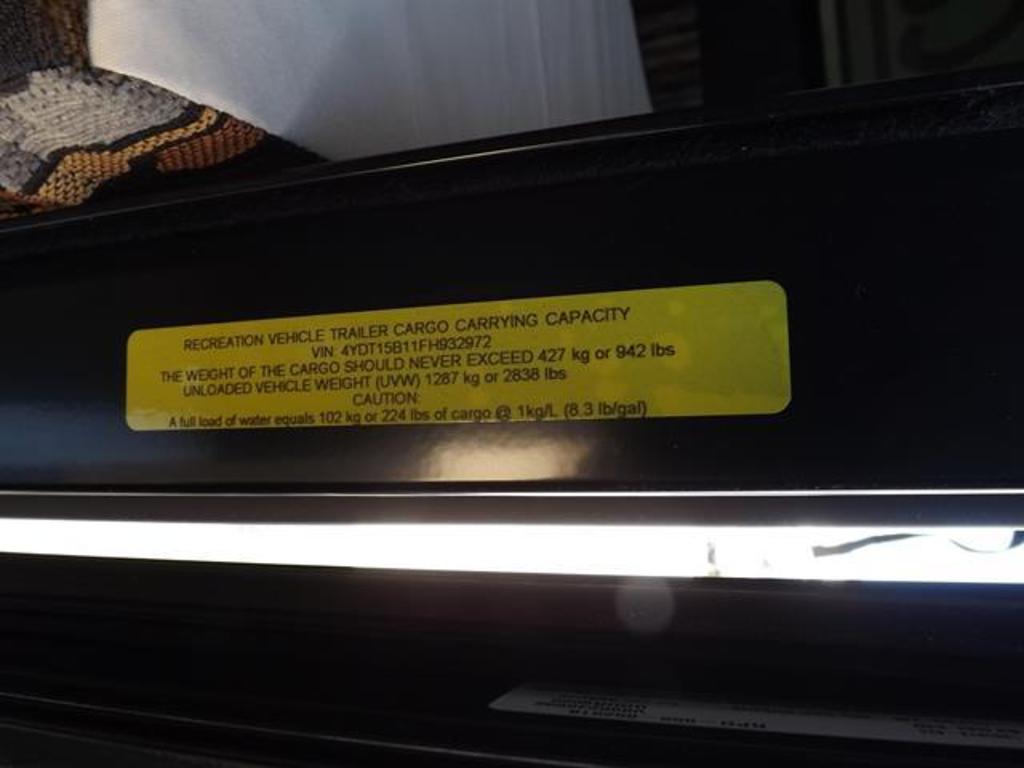 RECREATION VEHICLE TRAILER CARGO CARRYING CAPACITY
VIN: 4YDT15B11FH932972
THE WEIGHT OF THE CARGO SHOULD NEVER EXCEED 427 kg or 942 lbs
UNLOADED VEHICLE WEIGHT (UVW) 1287 kg or 2838 lbs
CAUTION:
A full load of water equals 102 kg or 224 lbs of cargo @ 1kg/L (8.3 lb/gal)